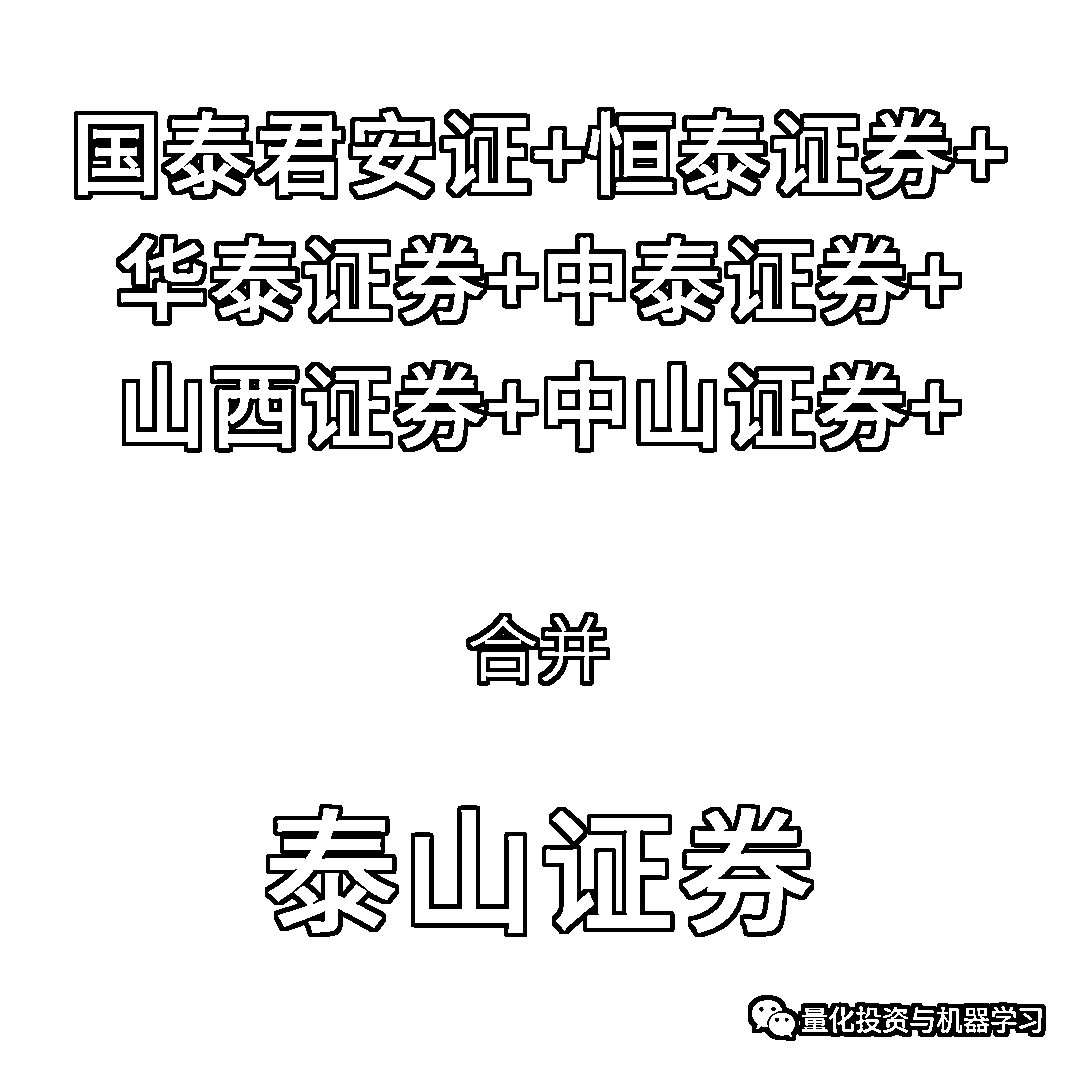 国泰君安证+恒泰证券+
华泰证券+中泰证券+
山西证券+中山证券+
合并
泰山证券
量化投资与机器学习